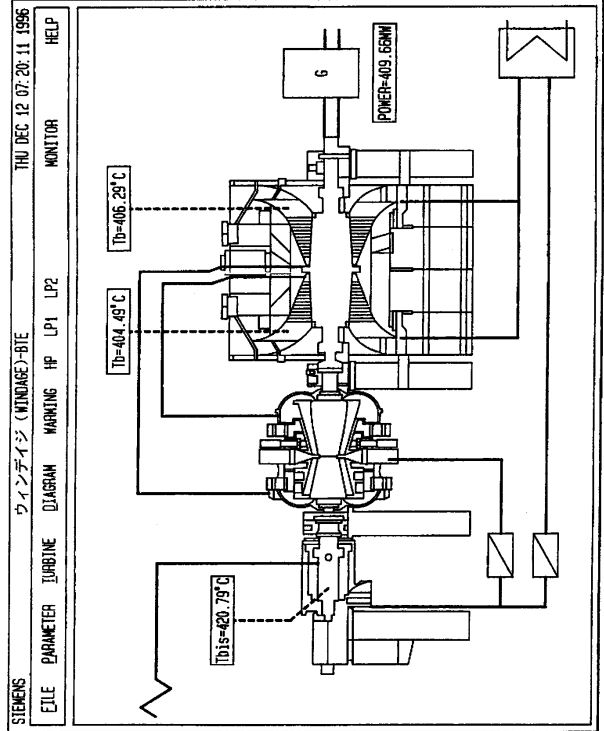 SIEMENS ウィンデイジ (WINDAGE)-BTE THU DEC 12 07:20:11 1996
FILE PARAMETER TURBINE DIAGRAM WARNING HP LP1 LP2 MONITOR HELP
Tbis=420.79°C
Tb=404.49°C
Tb=406.29°C
G
POWER=409.66MW